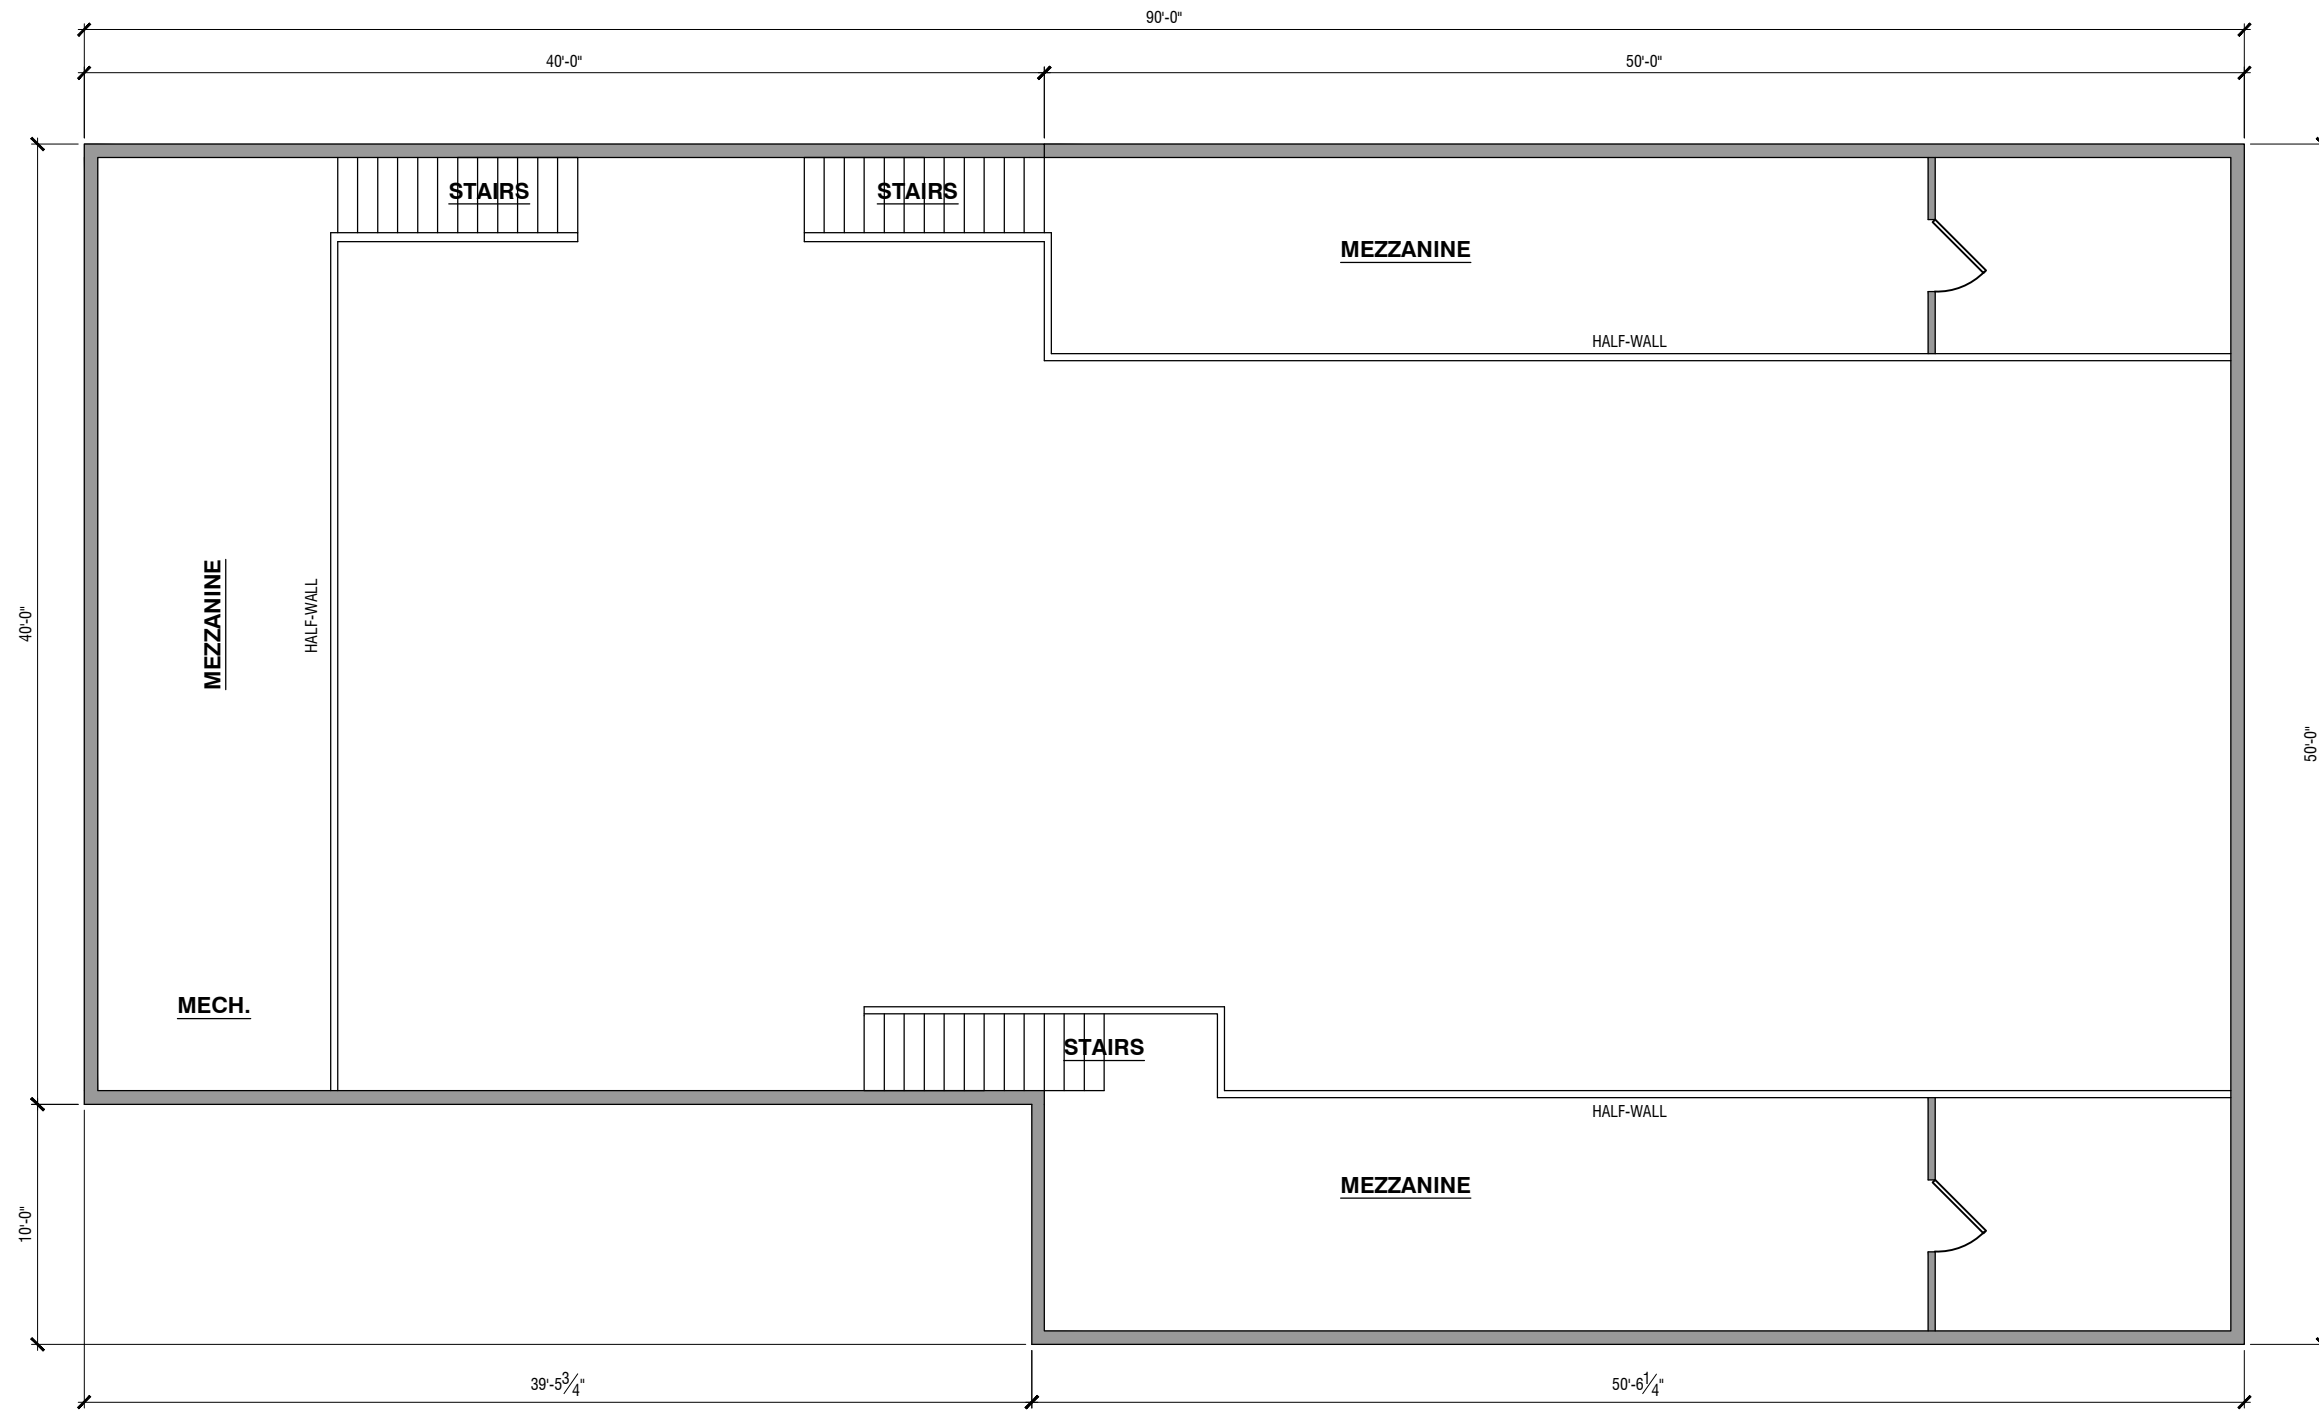 90'-0"
40'-0"
50'-0"
STAIRS
STAIRS
MEZZANINE
HALF-WALL
MEZZANINE
HALF-WALL
40'-0"
50'-0"
MECH.
STAIRS
HALF-WALL
MEZZANINE
10'-0"
39'-5¾"
50'-6¼"